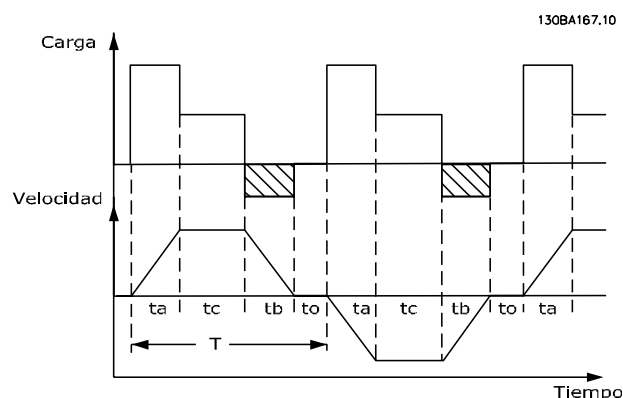 130BA167.10
Carga
Velocidad
ta tc tb to ta tc tb to ta
T
Tiempo